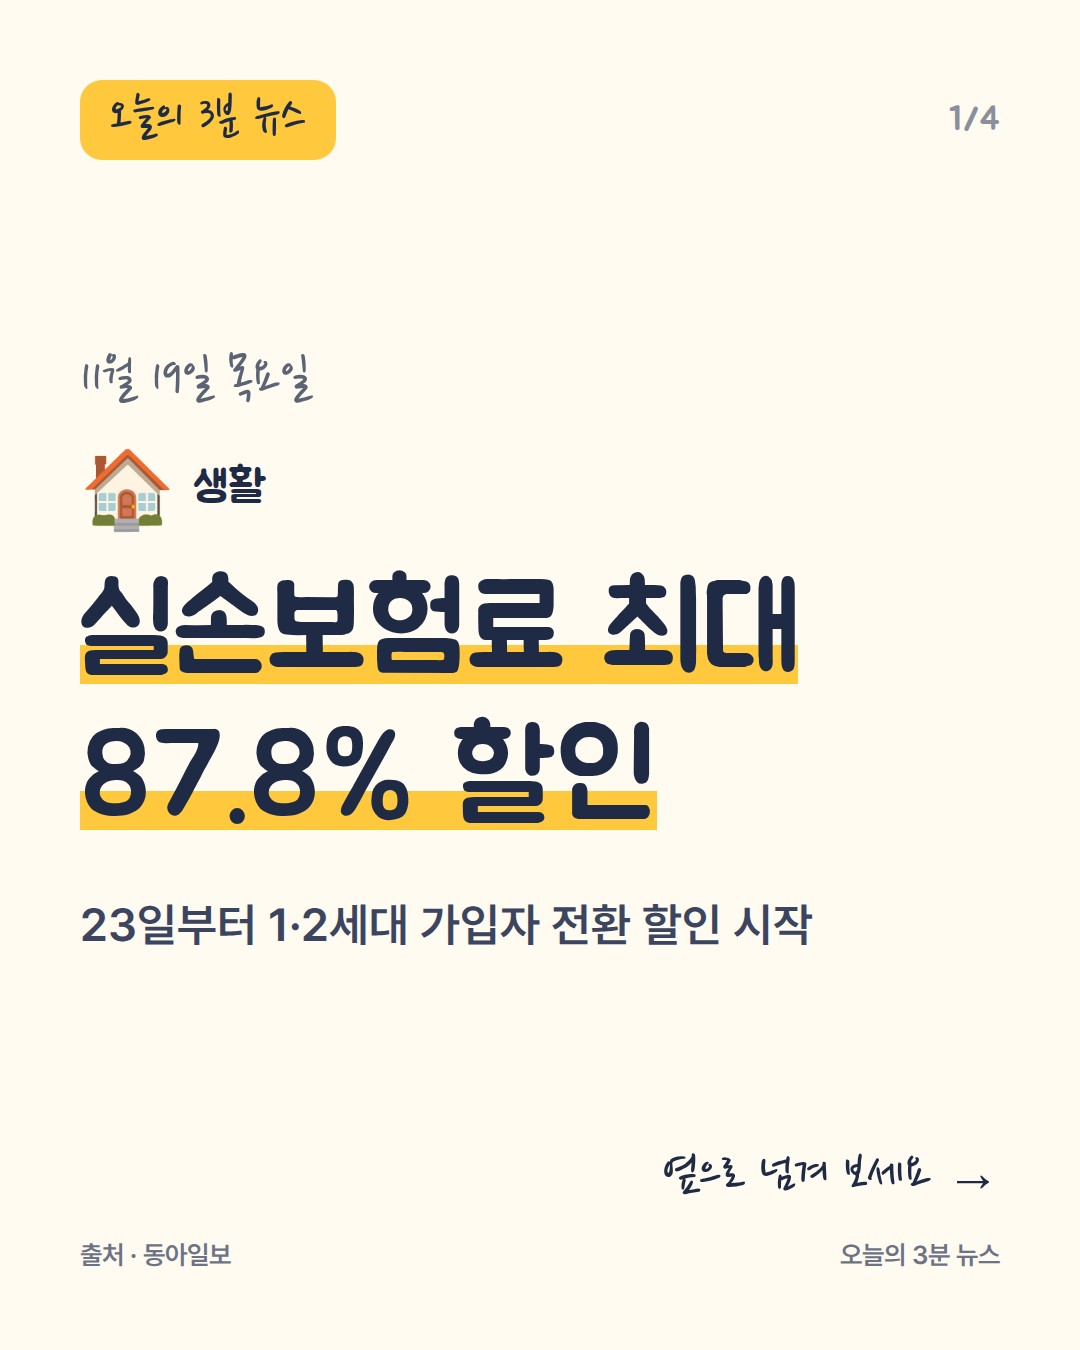 오늘의 3분 뉴스
1/4
11월 19일 목요일
생활
실손보험료 최대
87.8% 할인
23일부터 1·2세대 가입자 전환 할인 시작
옆으로 넘겨 보세요 →
출처 · 동아일보
오늘의 3분 뉴스